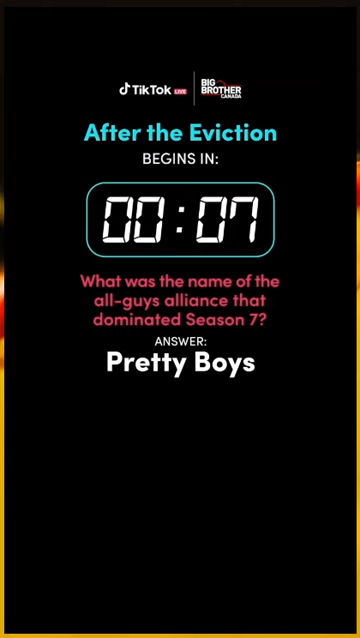 TikTok LIVE
BIG
BROTHER
CANADA
After the Eviction
BEGINS IN:
00:07
What was the name of the
all-guys alliance that
dominated Season 7?
ANSWER:
Pretty Boys